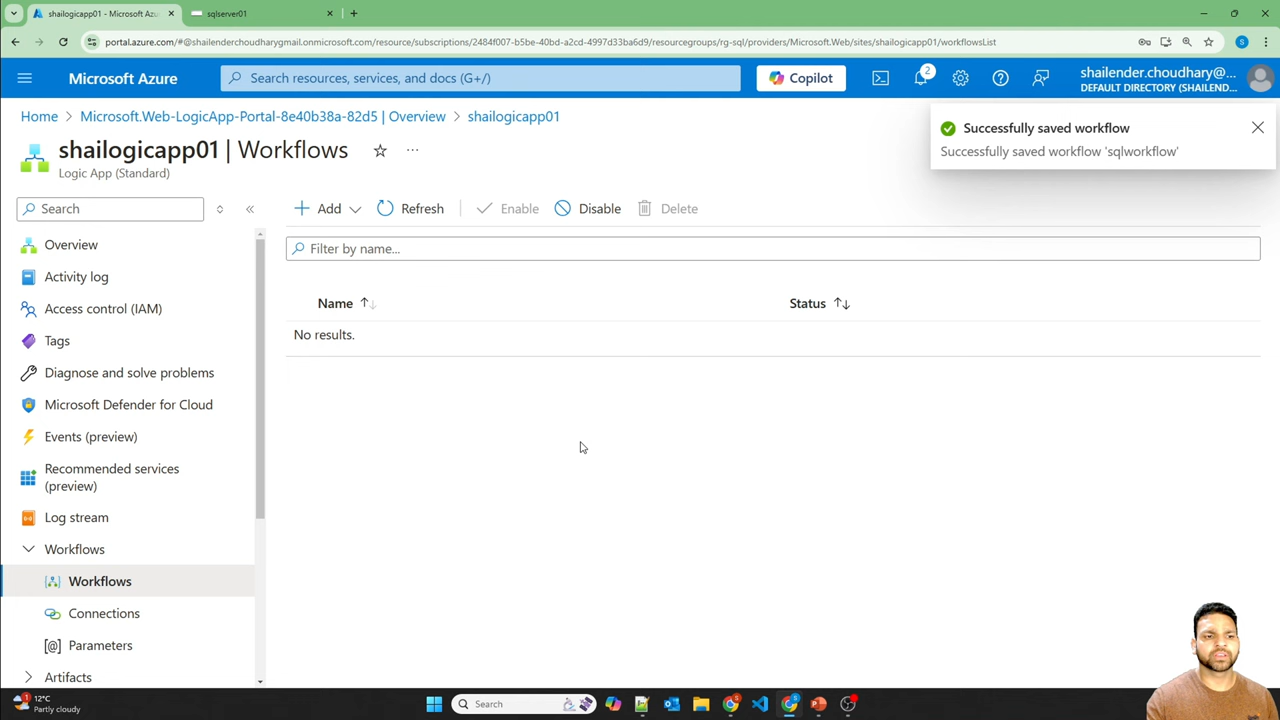 shailogicapp01 - Microsoft Azu
sqlserver01
portal.azure.com/#@shailenderchoudharygmail.onmicrosoft.com/resource/subscriptions/2484f007-b5be-40bd-a2cd-4997d33ba6d9/resourcegroups/rg-sql/providers/Microsoft.Web/sites/shailogicapp01/workflowsList
S
Microsoft Azure
Search resources, services, and docs (G+/)
Copilot
2
shailender.choudhary@...
DEFAULT DIRECTORY (SHAILEND...
Home > Microsoft.Web-LogicApp-Portal-8e40b38a-82d5 | Overview > shailogicapp01
shailogicapp01 | Workflows
...
Logic App (Standard)
Successfully saved workflow
Successfully saved workflow 'sqlworkflow'
Search
Add
Refresh
Enable
Disable
Delete
Filter by name...
Name
Status
No results.
Overview
Activity log
Access control (IAM)
Tags
Diagnose and solve problems
Microsoft Defender for Cloud
Events (preview)
Recommended services
(preview)
Log stream
Workflows
Workflows
Connections
Parameters
Artifacts
1
12°C
Partly cloudy
Search